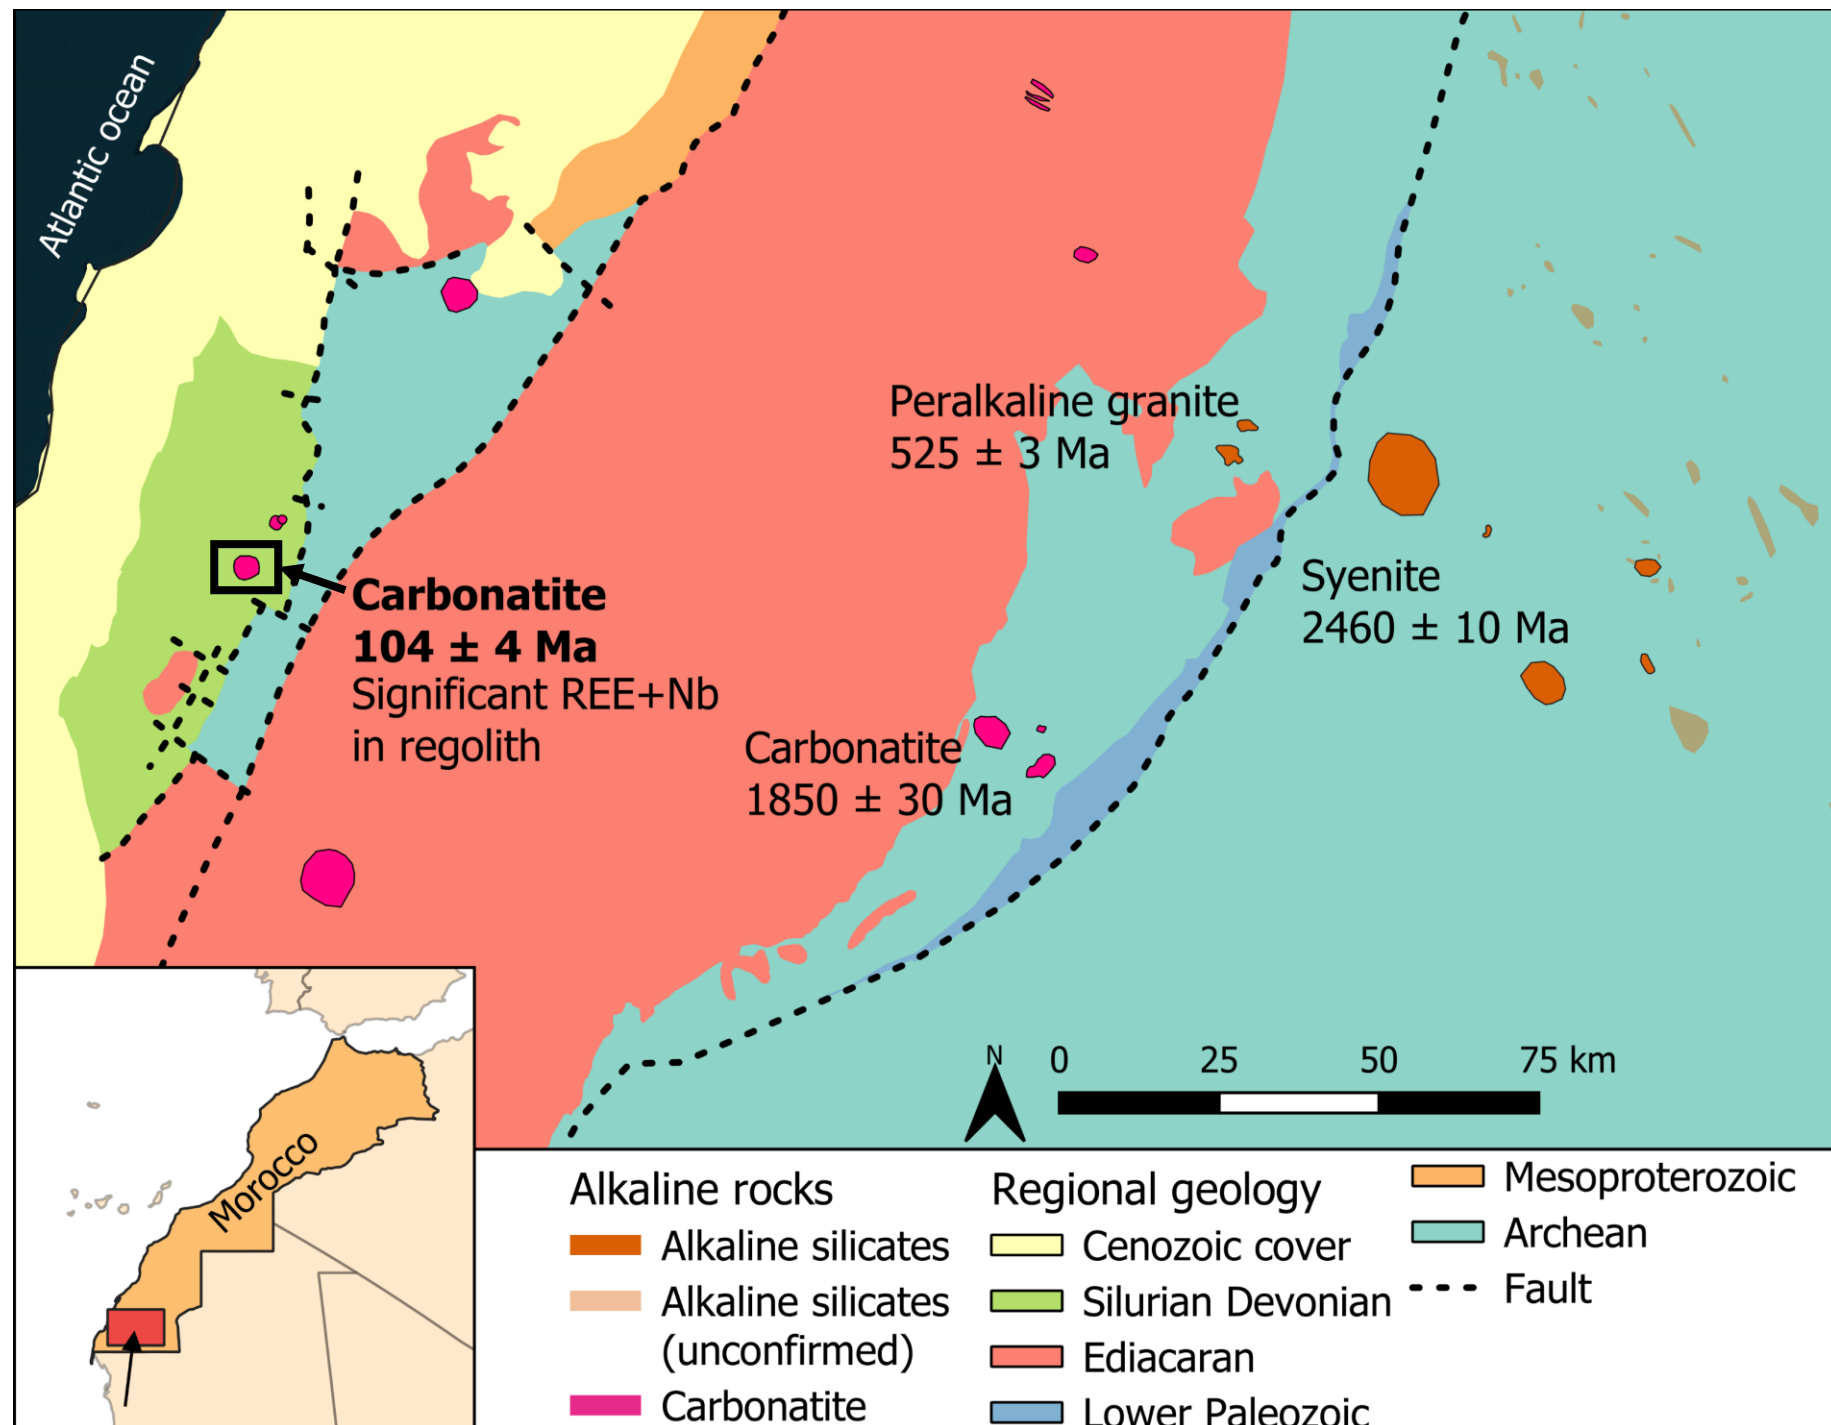 Atlantic ocean
Peralkaline granite
525 ± 3 Ma
Syenite
2460 ± 10 Ma
Carbonatite
104 ± 4 Ma
Significant REE+Nb
in regolith
Carbonatite
1850 ± 30 Ma
N 0 25 50 75 km
Morocco
Alkaline rocks
Alkaline silicates
Alkaline silicates
(unconfirmed)
Carbonatite
Regional geology
Cenozoic cover
Silurian Devonian
Ediacaran
Lower Paleozoic
Mesoproterozoic
Archean
Fault